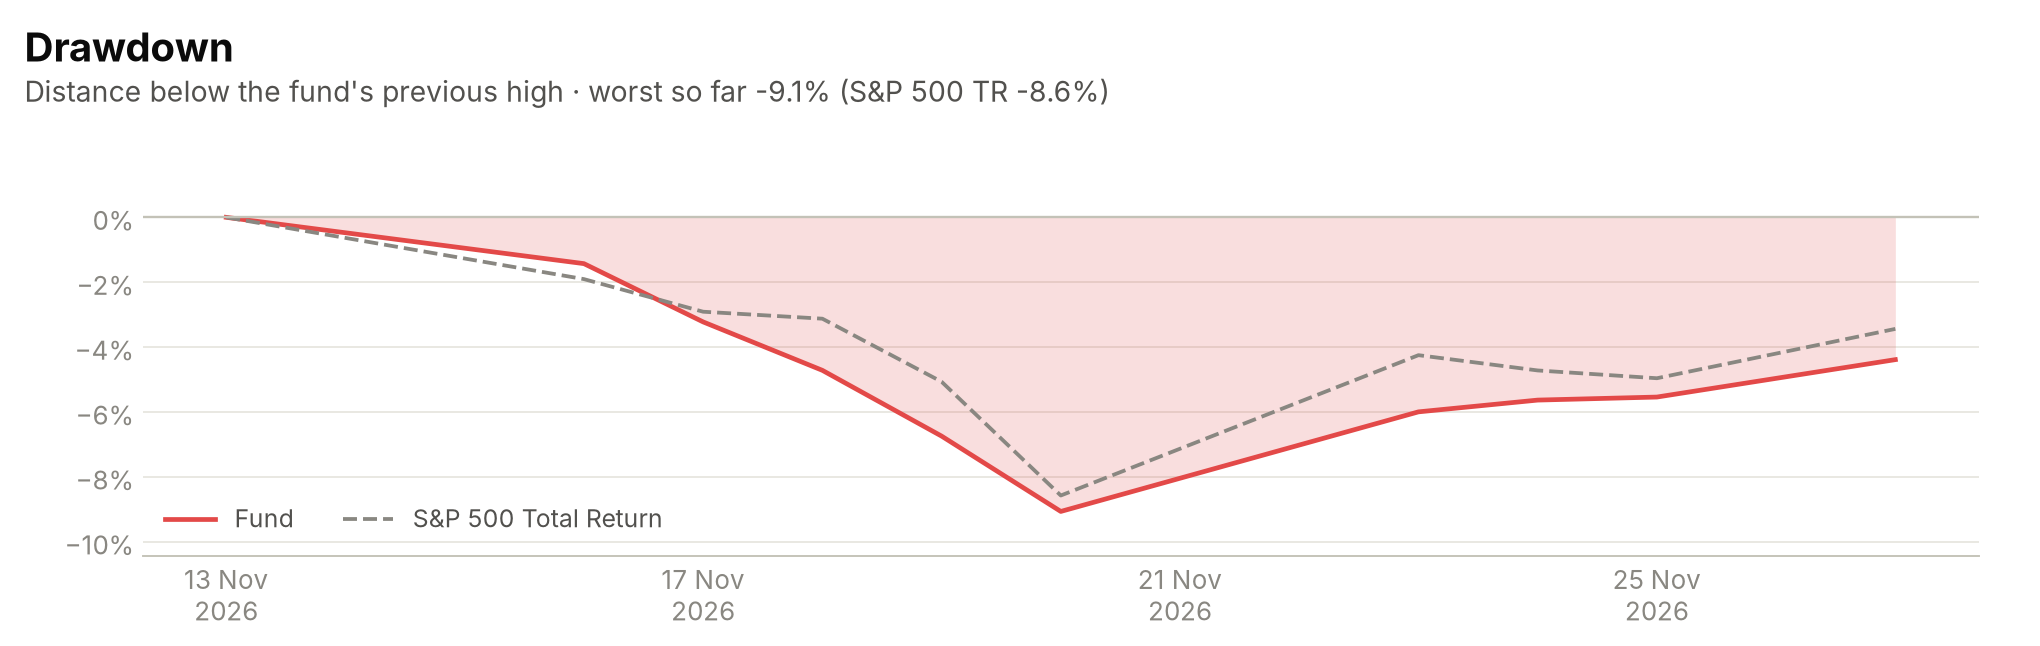 Drawdown
Distance below the fund's previous high · worst so far -9.1% (S&P 500 TR -8.6%)
0%
−2%
−4%
−6%
−8%
−10%
Fund
S&P 500 Total Return
13 Nov
2026
17 Nov
2026
21 Nov
2026
25 Nov
2026